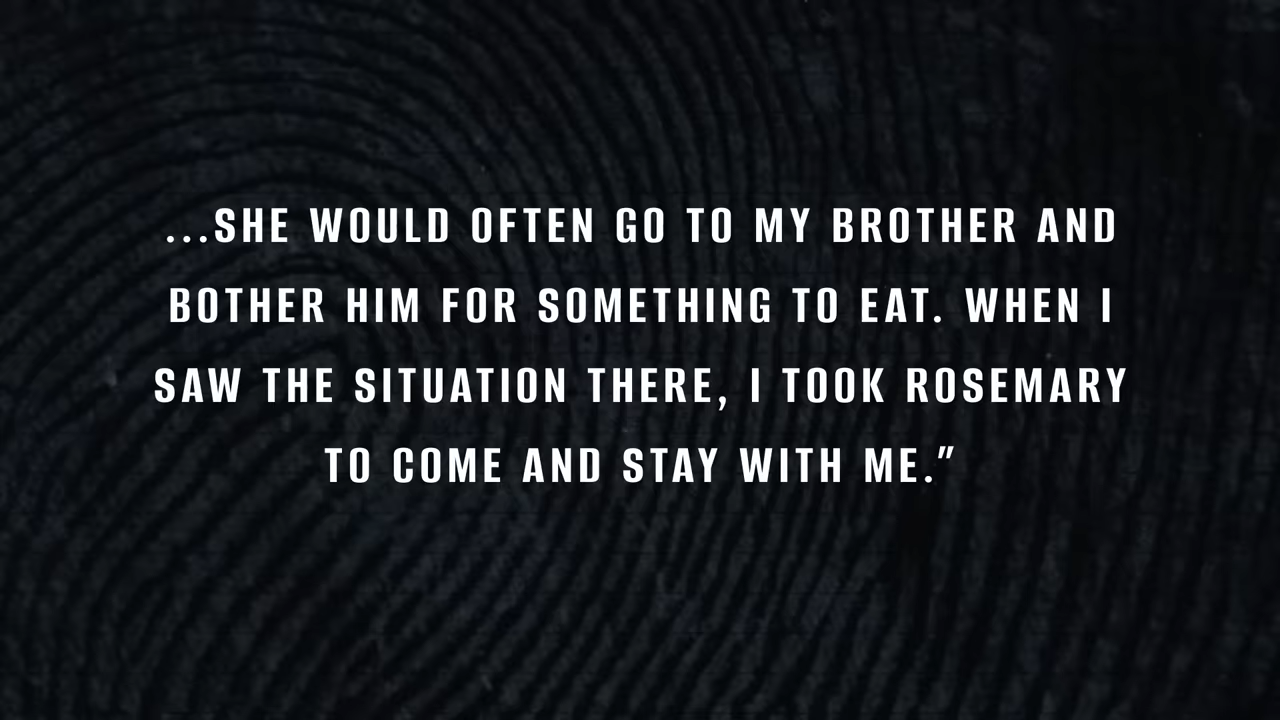 ...SHE WOULD OFTEN GO TO MY BROTHER AND
BOTHER HIM FOR SOMETHING TO EAT. WHEN I
SAW THE SITUATION THERE, I TOOK ROSEMARY
TO COME AND STAY WITH ME."